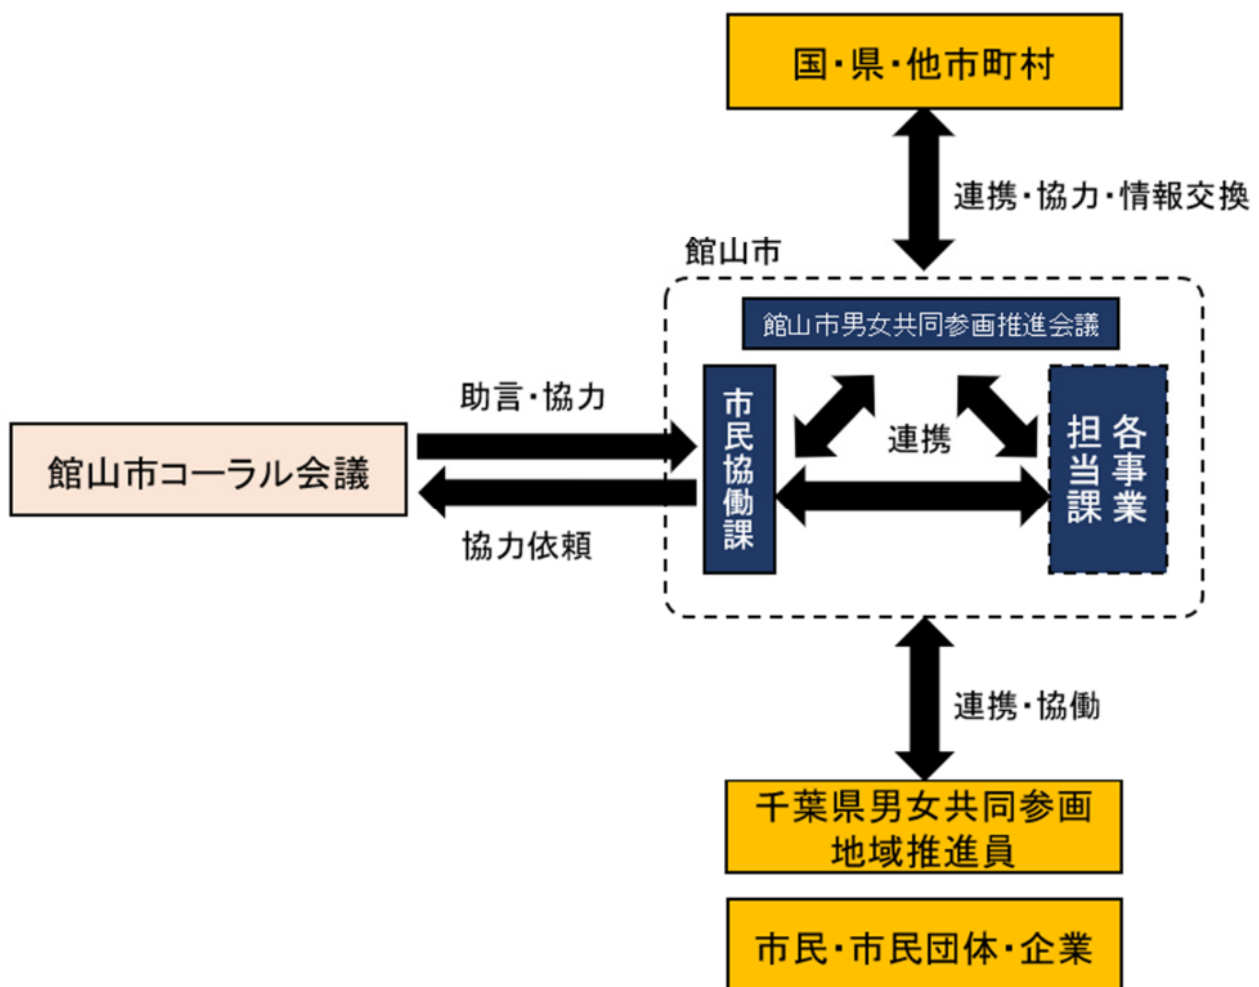 国・県・他市町村
連携・協力・情報交換
館山市
館山市男女共同参画推進会議
助言・協力
館山市コーラル会議
協力依頼
市民協働課
連携
各事業
担当課
連携・協働
千葉県男女共同参画
地域推進員
市民・市民団体・企業